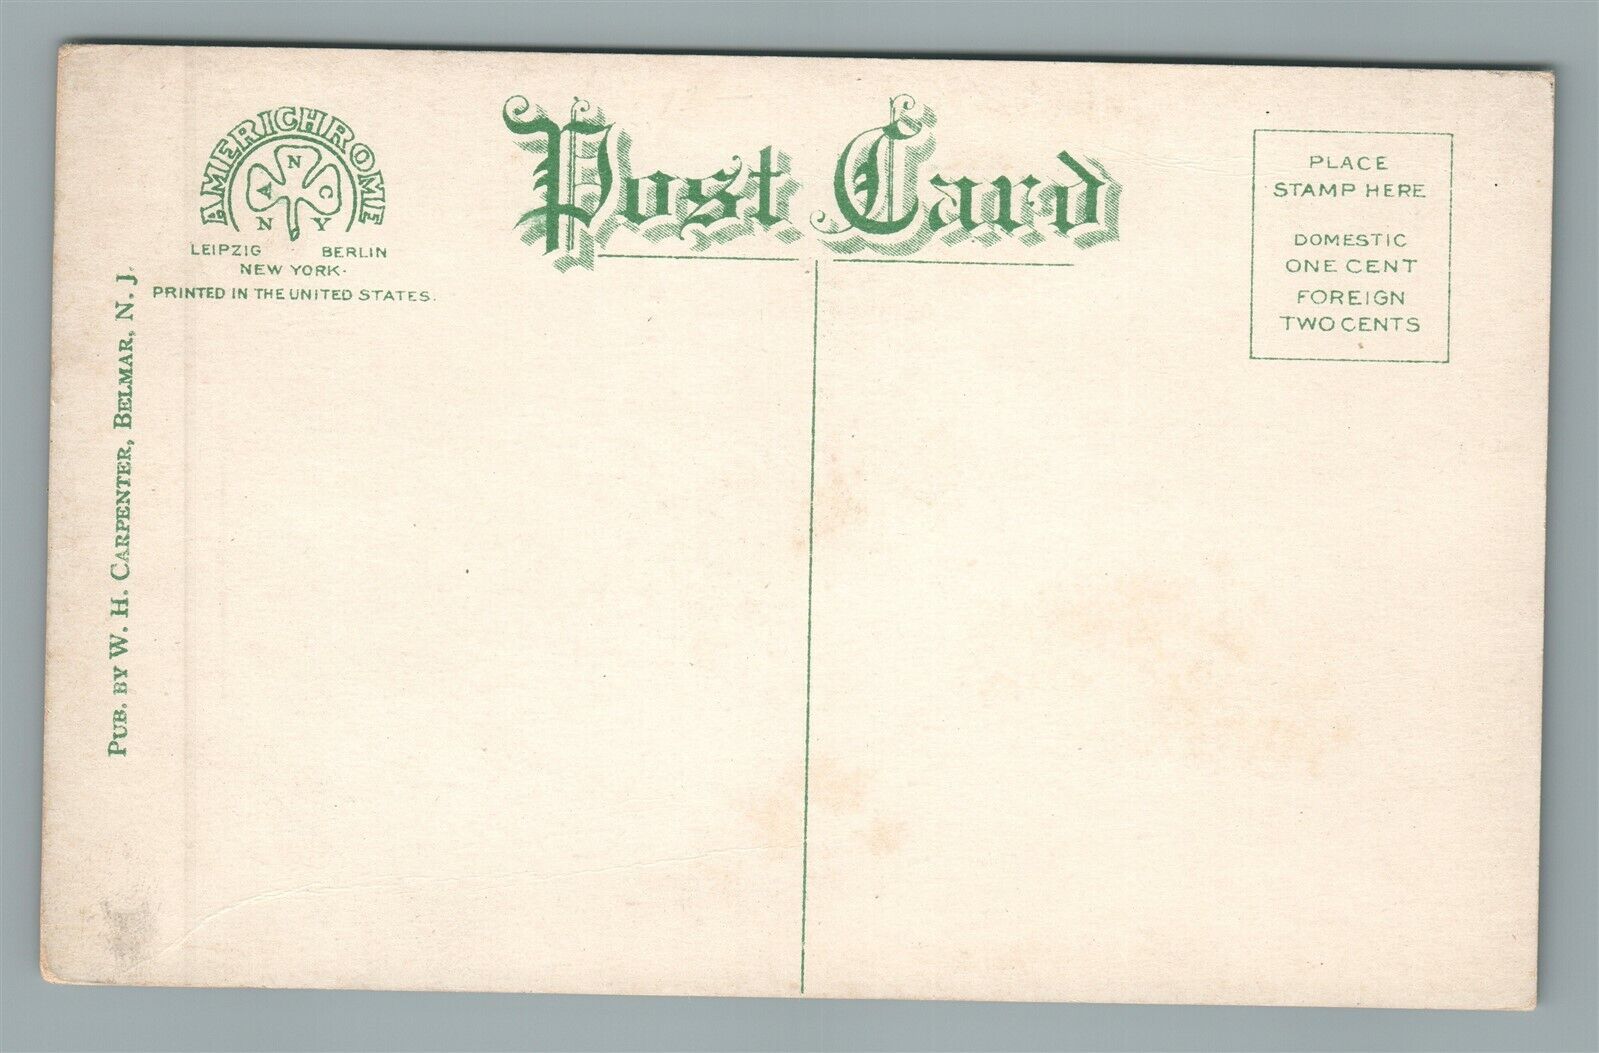 AMERICHROME
N
A C
N Y
LEIPZIG BERLIN
NEW YORK.
PRINTED IN THE UNITED STATES.
Post Card
PLACE
STAMP HERE
DOMESTIC
ONE CENT
FOREIGN
TWO CENTS
PUB. BY W. H. CARPENTER, BELMAR, N. J.